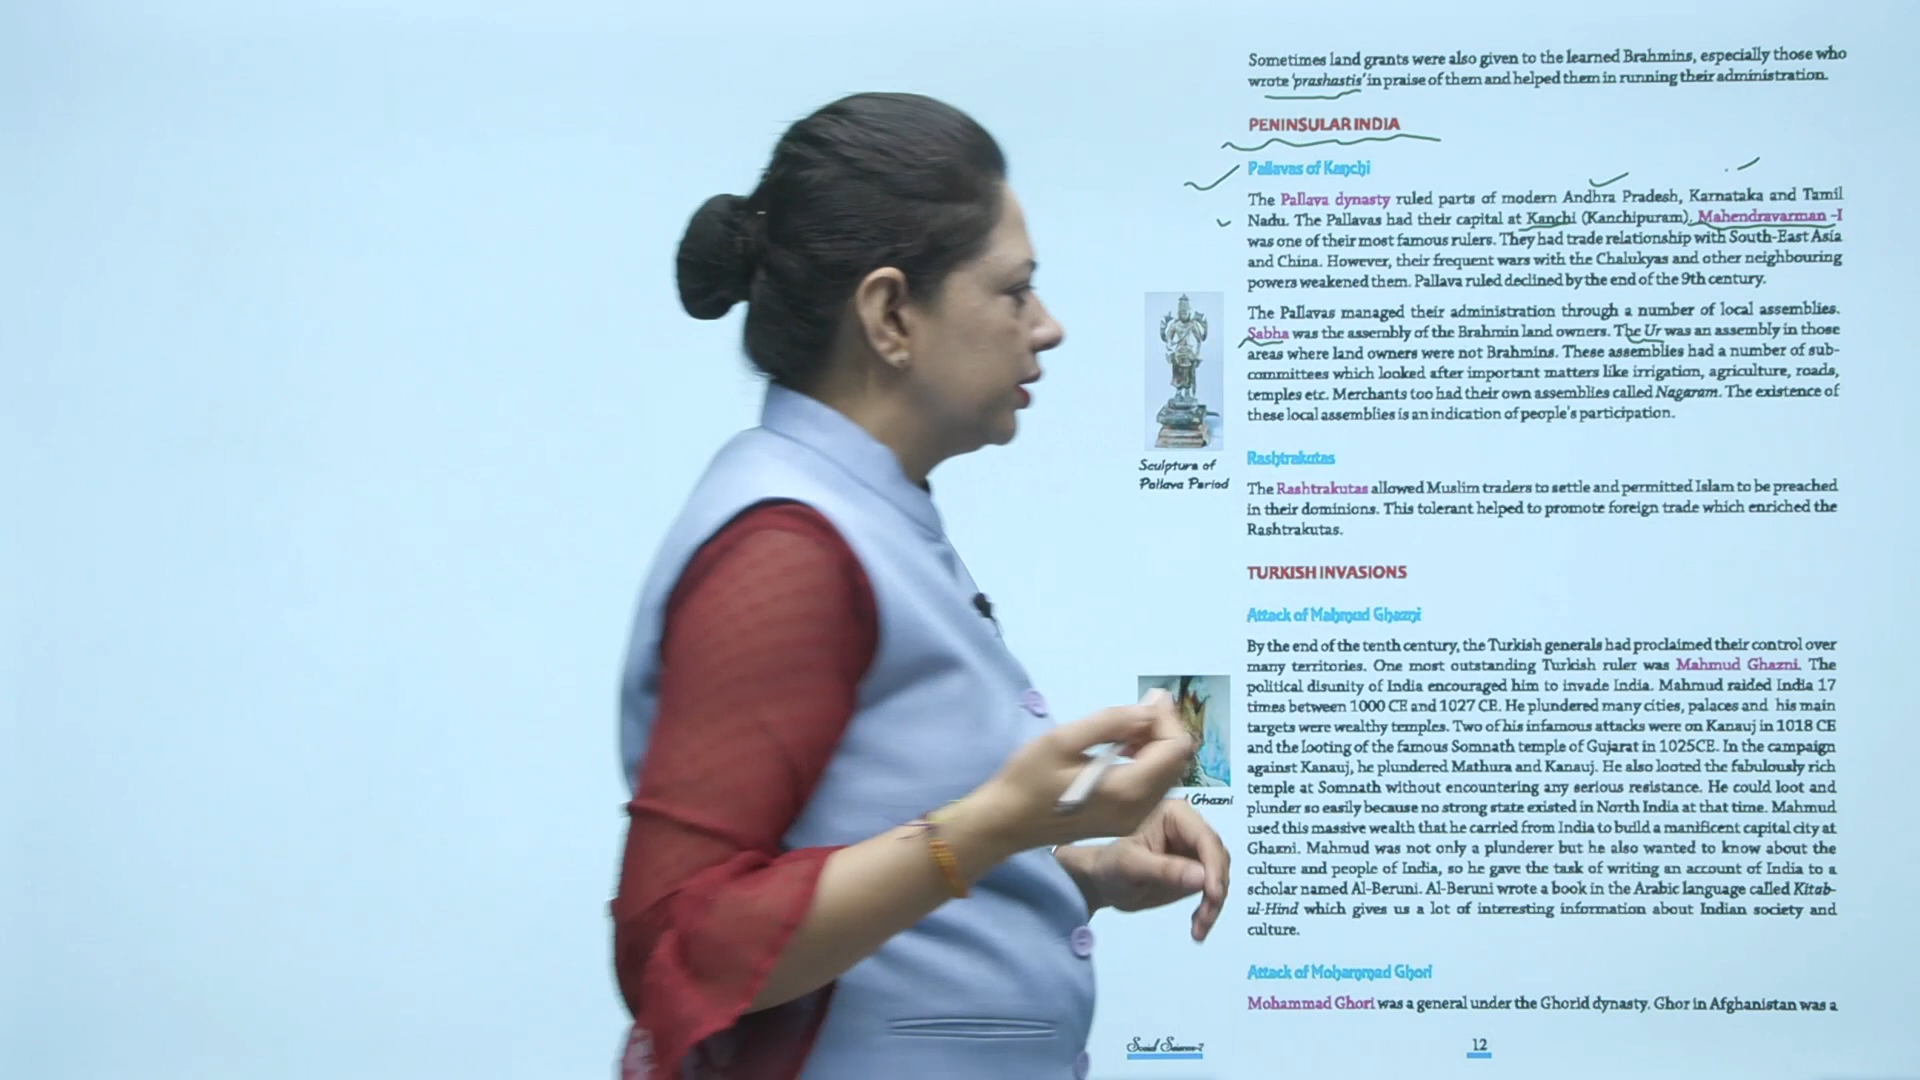 Sometimes land grants were also given to the learned Brahmins, especially those who
wrote 'prashastis' in praise of them and helped them in running their administration.
PENINSULAR INDIA
Pallavas of Kanchi
The Pallava dynasty ruled parts of modern Andhra Pradesh, Karnataka and Tamil
Nadu. The Pallavas had their capital at Kanchi (Kanchipuram). Mahendravarman -I
was one of their most famous rulers. They had trade relationship with South-East Asia
and China. However, their frequent wars with the Chalukyas and other neighbouring
powers weakened them. Pallava ruled declined by the end of the 9th century.
The Pallavas managed their administration through a number of local assemblies.
Sabha was the assembly of the Brahmin land owners. The Ur was an assembly in those
areas where land owners were not Brahmins. These assemblies had a number of sub-
committees which looked after important matters like irrigation, agriculture, roads,
temples etc. Merchants too had their own assemblies called Nagaram. The existence of
these local assemblies is an indication of people's participation.
Sculpture of
Pallava Period
Rashtrakutas
The Rashtrakutas allowed Muslim traders to settle and permitted Islam to be preached
in their dominions. This tolerant helped to promote foreign trade which enriched the
Rashtrakutas.
TURKISH INVASIONS
Attack of Mahmud Ghazni
By the end of the tenth century, the Turkish generals had proclaimed their control over
many territories. One most outstanding Turkish ruler was Mahmud Ghazni. The
political disunity of India encouraged him to invade India. Mahmud raided India 17
times between 1000 CE and 1027 CE. He plundered many cities, palaces and his main
targets were wealthy temples. Two of his infamous attacks were on Kanauj in 1018 CE
and the looting of the famous Somnath temple of Gujarat in 1025CE. In the campaign
against Kanauj, he plundered Mathura and Kanauj. He also looted the fabulously rich
temple at Somnath without encountering any serious resistance. He could loot and
plunder so easily because no strong state existed in North India at that time. Mahmud
used this massive wealth that he carried from India to build a manificent capital city at
Ghazni. Mahmud was not only a plunderer but he also wanted to know about the
culture and people of India, so he gave the task of writing an account of India to a
scholar named Al-Beruni. Al-Beruni wrote a book in the Arabic language called Kitab-
ul-Hind which gives us a lot of interesting information about Indian society and
culture.
Ghazni
Attack of Mohammad Ghori
Mohammad Ghori was a general under the Ghorid dynasty. Ghor in Afghanistan was a
Social Science-7
12